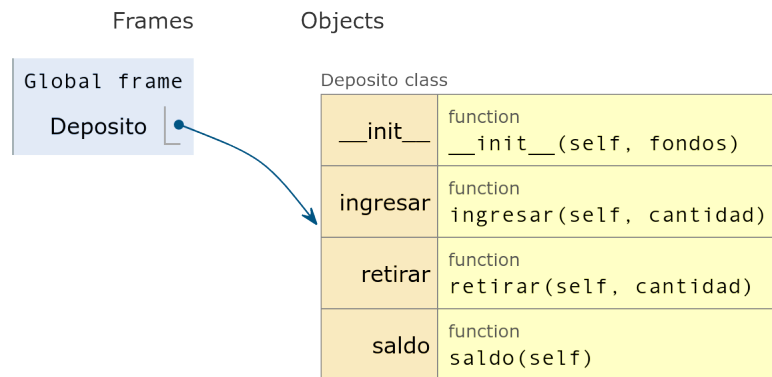 Frames
Objects
Global frame
Deposito
Deposito class
__init__
function
__init__(self, fondos)
ingresar
function
ingresar(self, cantidad)
retirar
function
retirar(self, cantidad)
saldo
function
saldo(self)